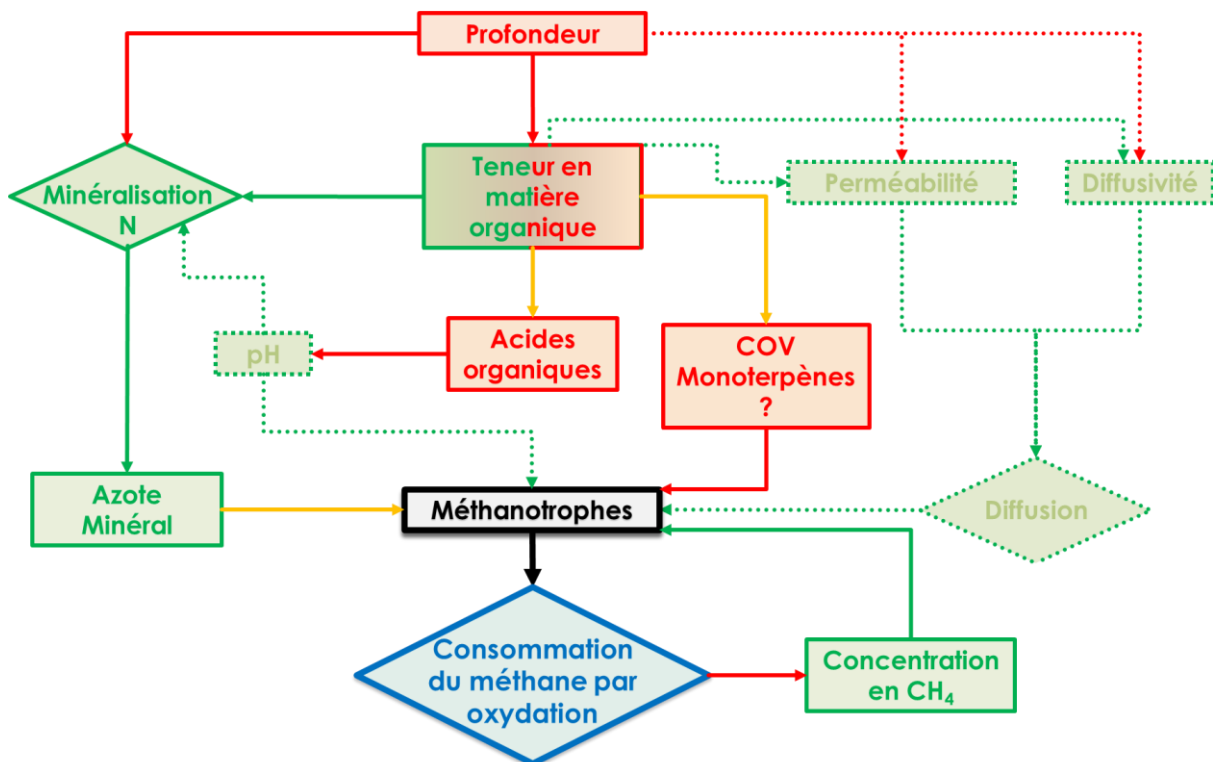 Profondeur
Minéralisation
N
Teneur en
matière
organique
Perméabilité
Diffusivité
pH
Acides
organiques
COV
Monoterpènes
?
Azote
Minéral
Méthanotrophes
Diffusion
Consommation
du méthane par
oxydation
Concentration
en CH₄